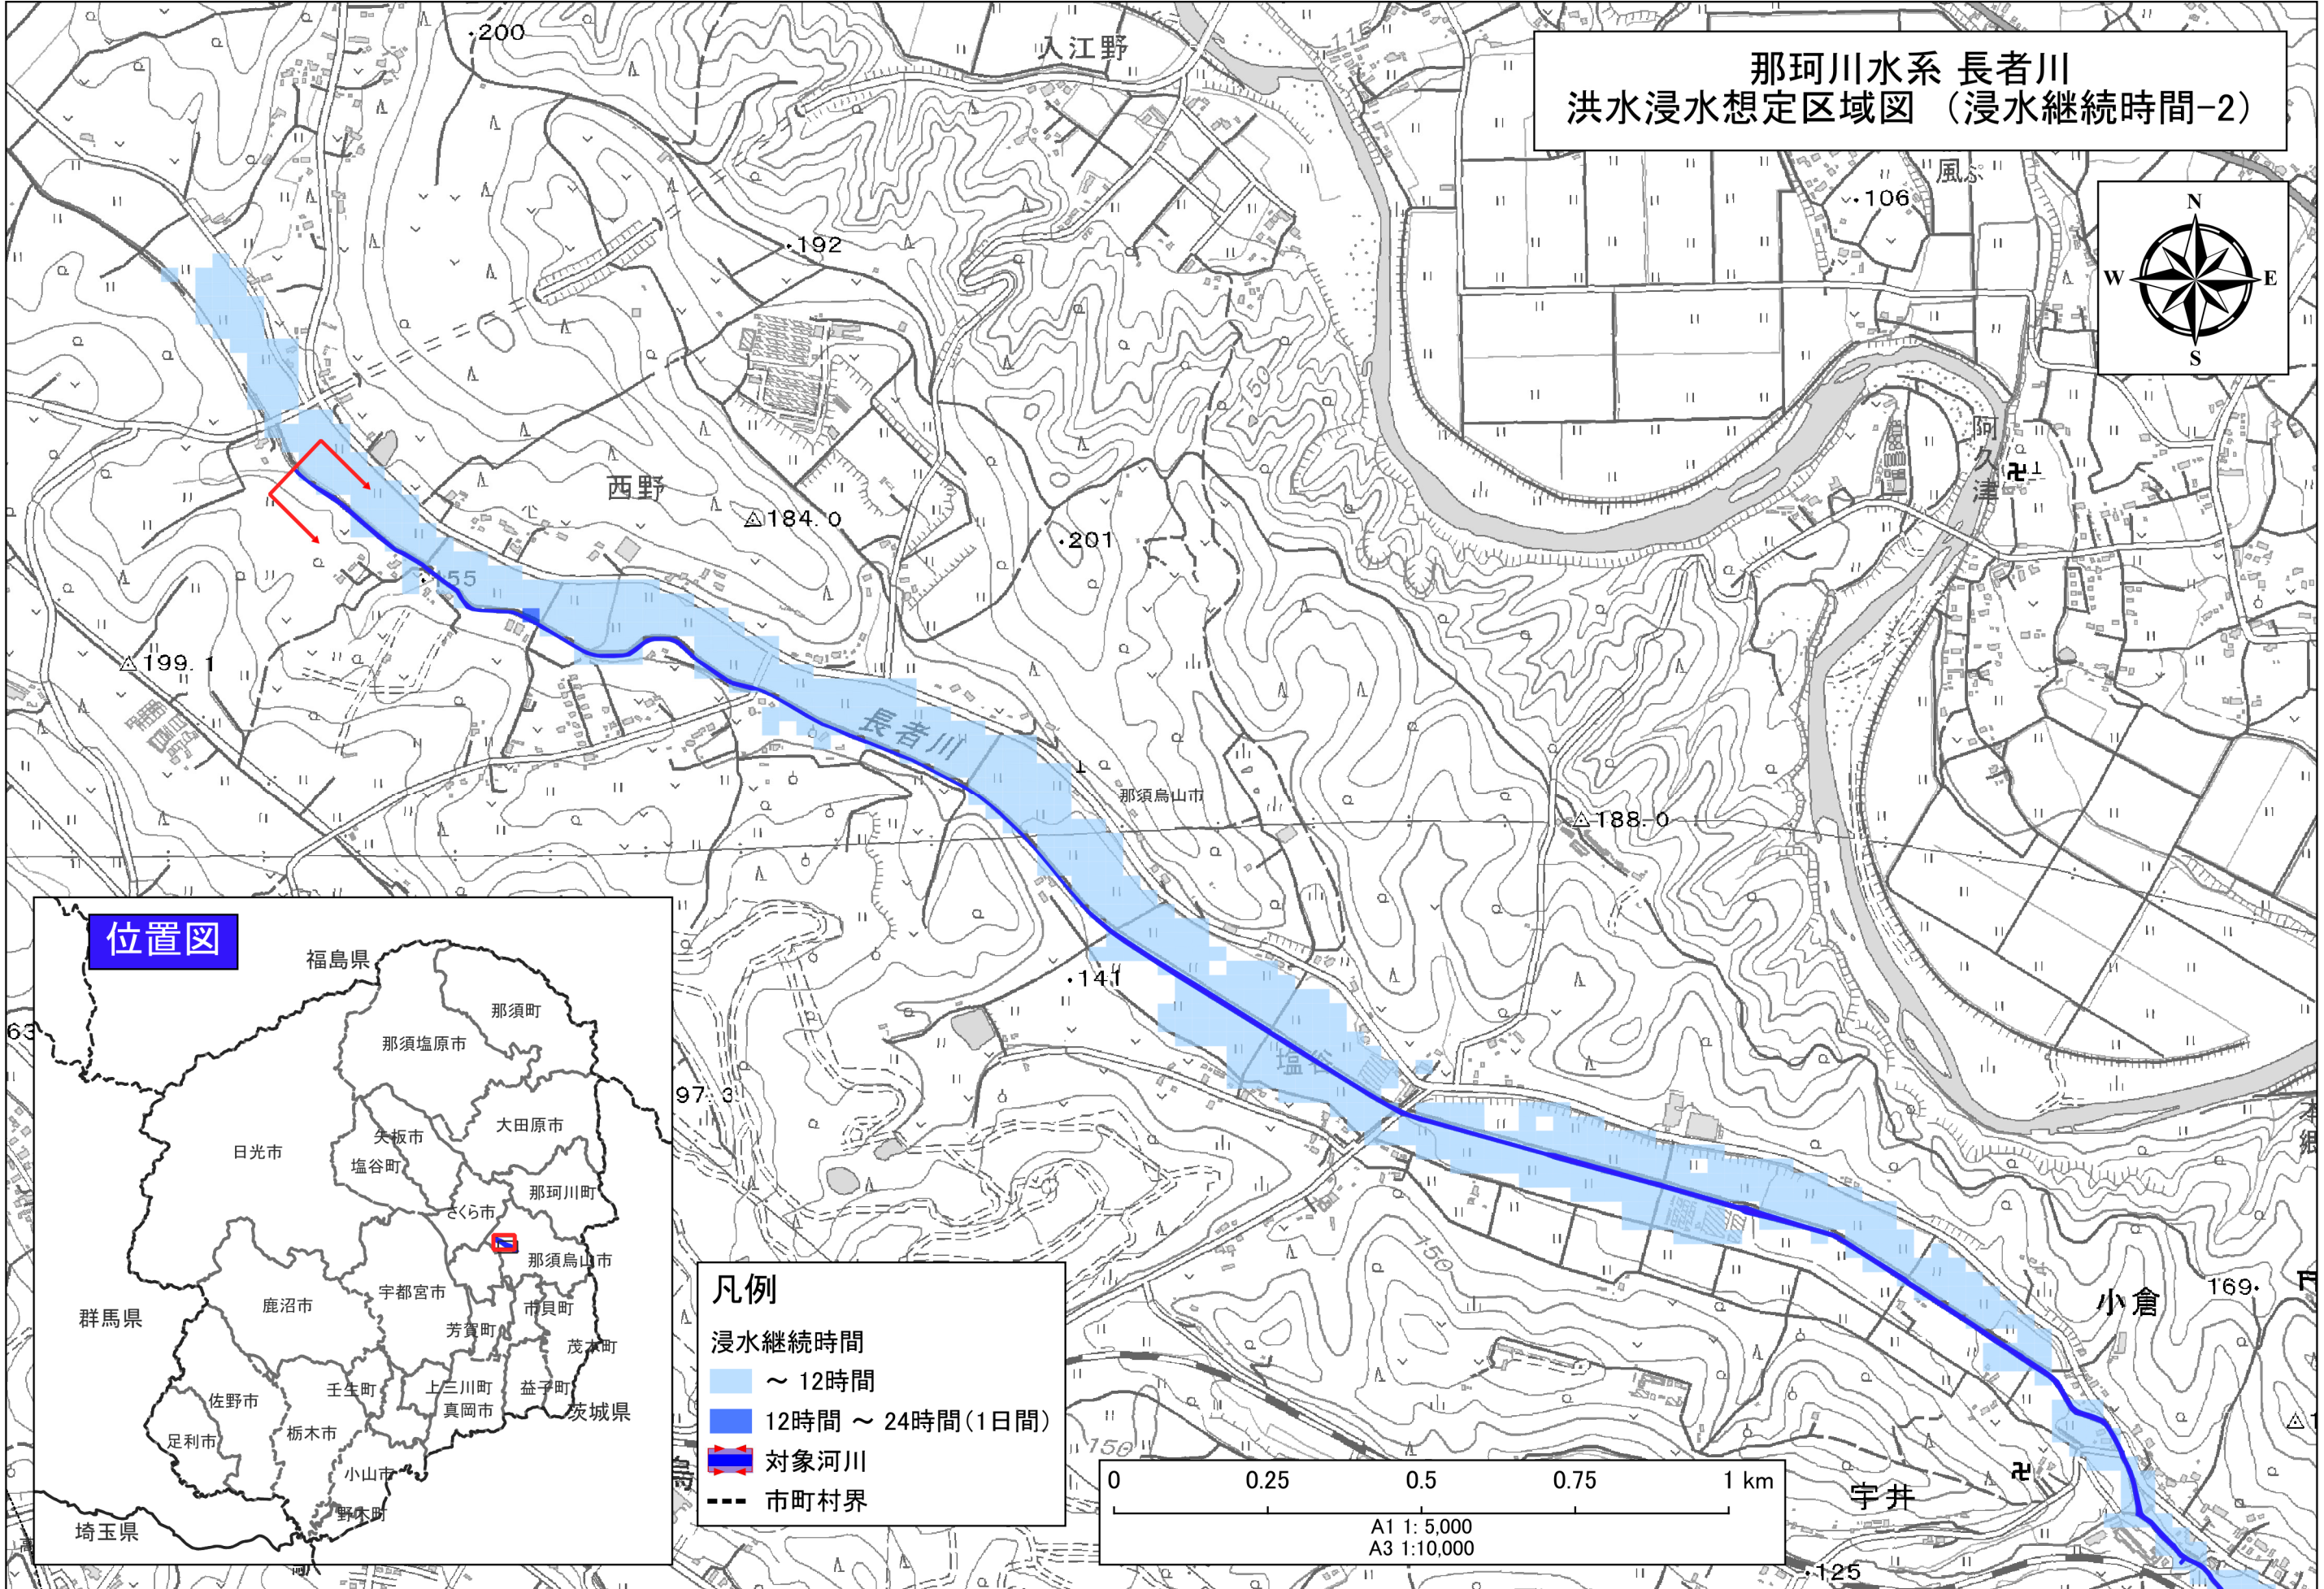 那珂川水系 長者川
洪水浸水想定区域図 （浸水継続時間-2）
200
入江野
116
風ぷ
106
N
W
E
S
192
50
阿久津
西野
184.0
201
155
199.1
長者川
那須烏山市
188.0
141
塩谷
63
97.3
150
小倉
169
本郷
150
宇井
125
位置図
福島県
那須町
那須塩原市
大田原市
矢板市
日光市
塩谷町
那珂川町
さくら市
那須烏山市
宇都宮市
鹿沼市
市貝町
群馬県
芳賀町
茂木町
佐野市
壬生町
上三川町
益子町
真岡市
茨城県
足利市
栃木市
小山市
野木町
埼玉県
高
凡例
浸水継続時間
～ 12時間
12時間 ～ 24時間(1日間)
対象河川
市町村界
0 0.25 0.5 0.75 1 km
A1 1: 5,000
A3 1:10,000